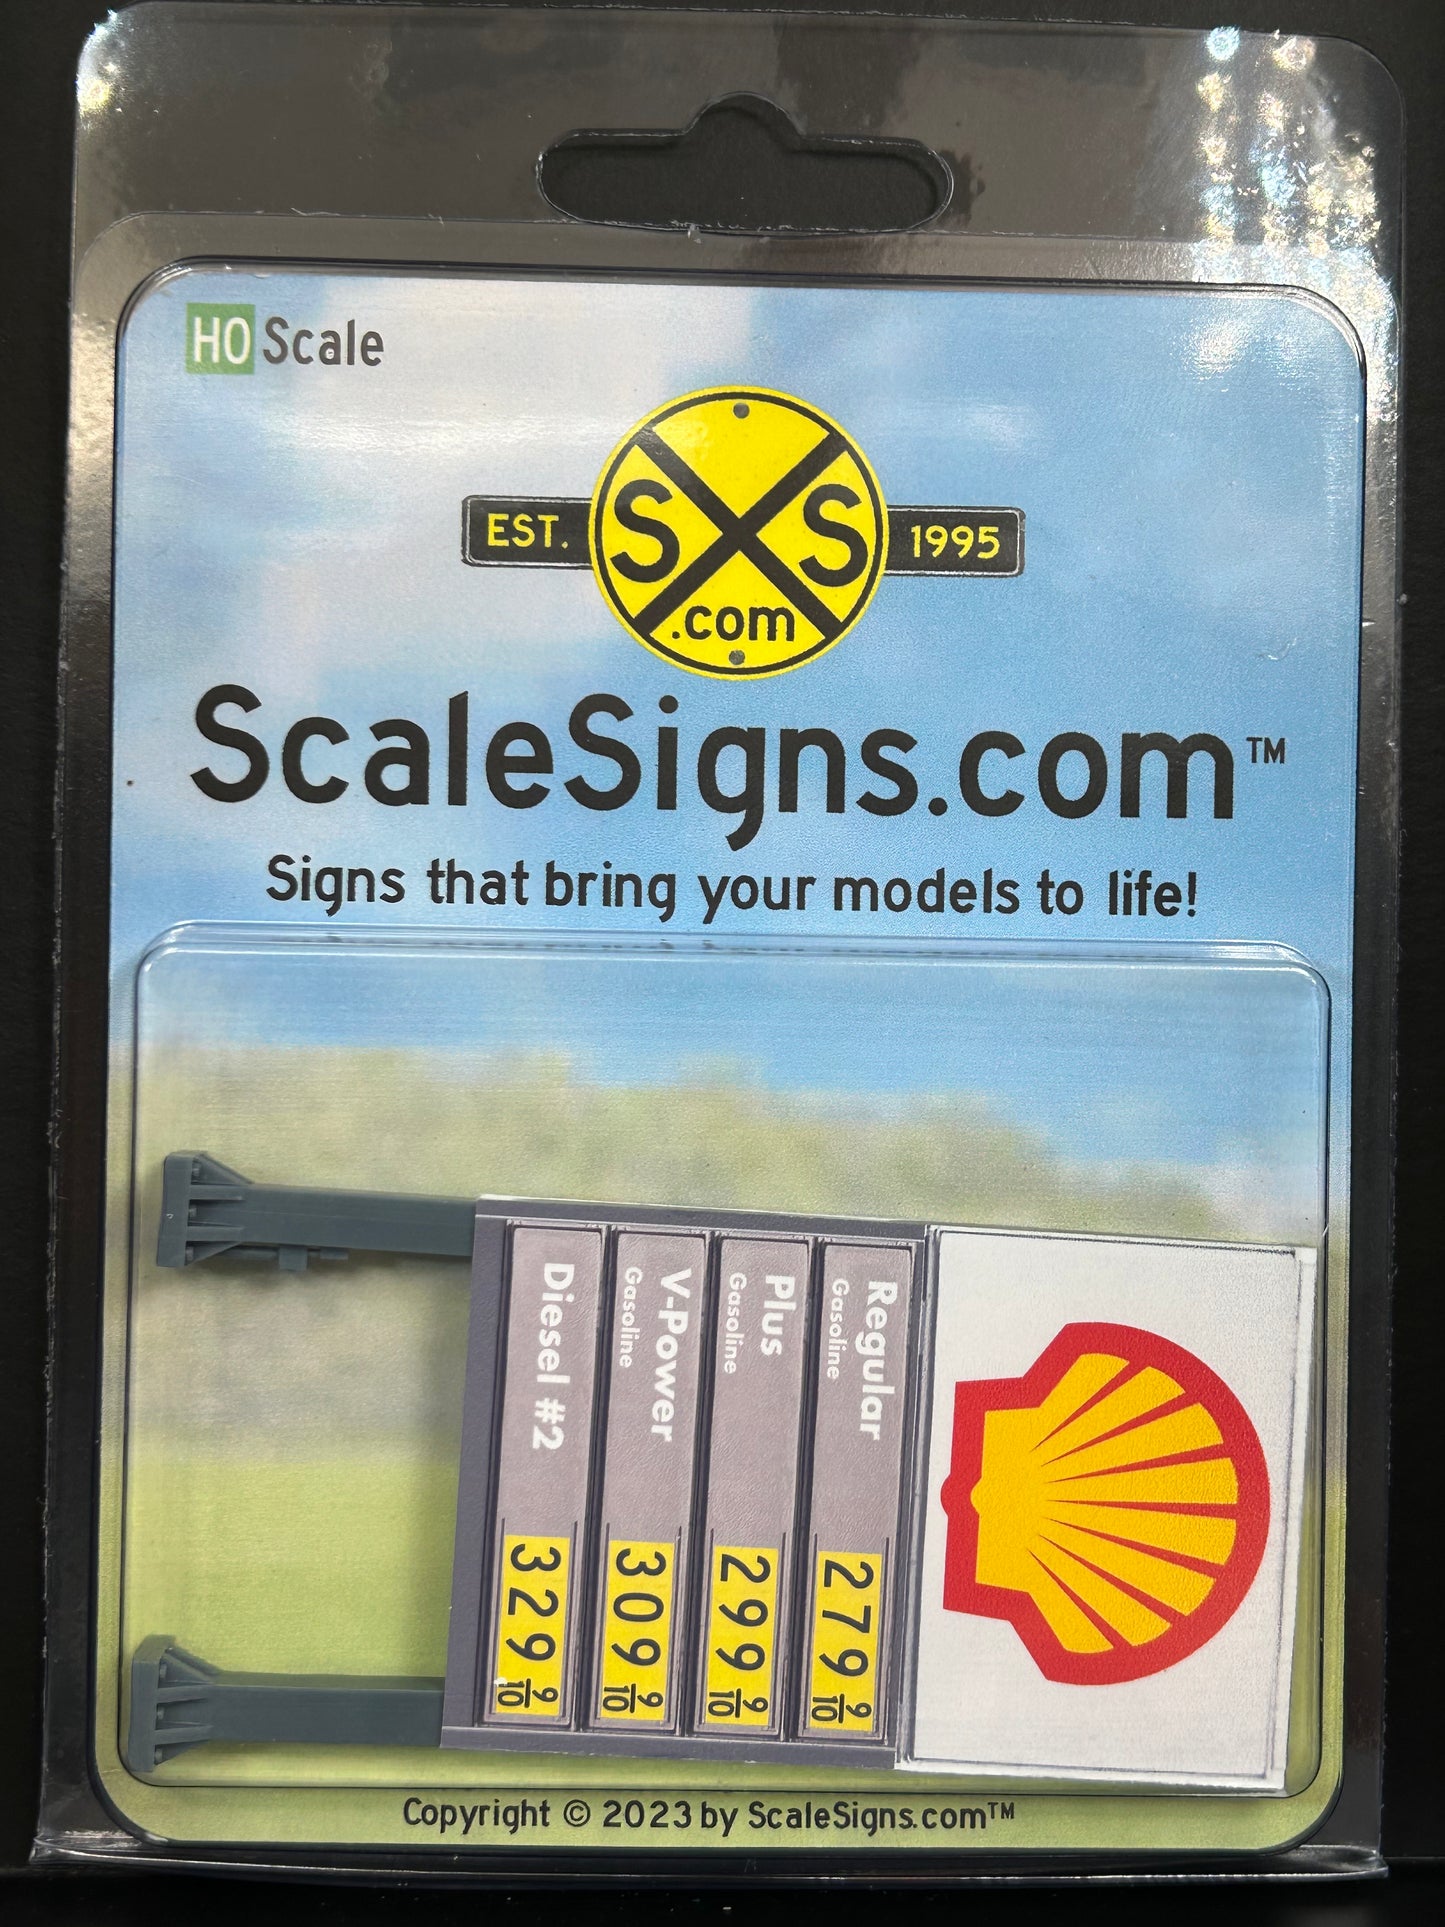 HO Scale
EST. S S 1995
.com
ScaleSigns.com™
Signs that bring your models to life!
Regular 279 9/10
Gasoline
Plus 299 9/10
Gasoline
V-Power 309 9/10
Gasoline
Diesel #2 329 9/10
Copyright © 2023 by ScaleSigns.com™